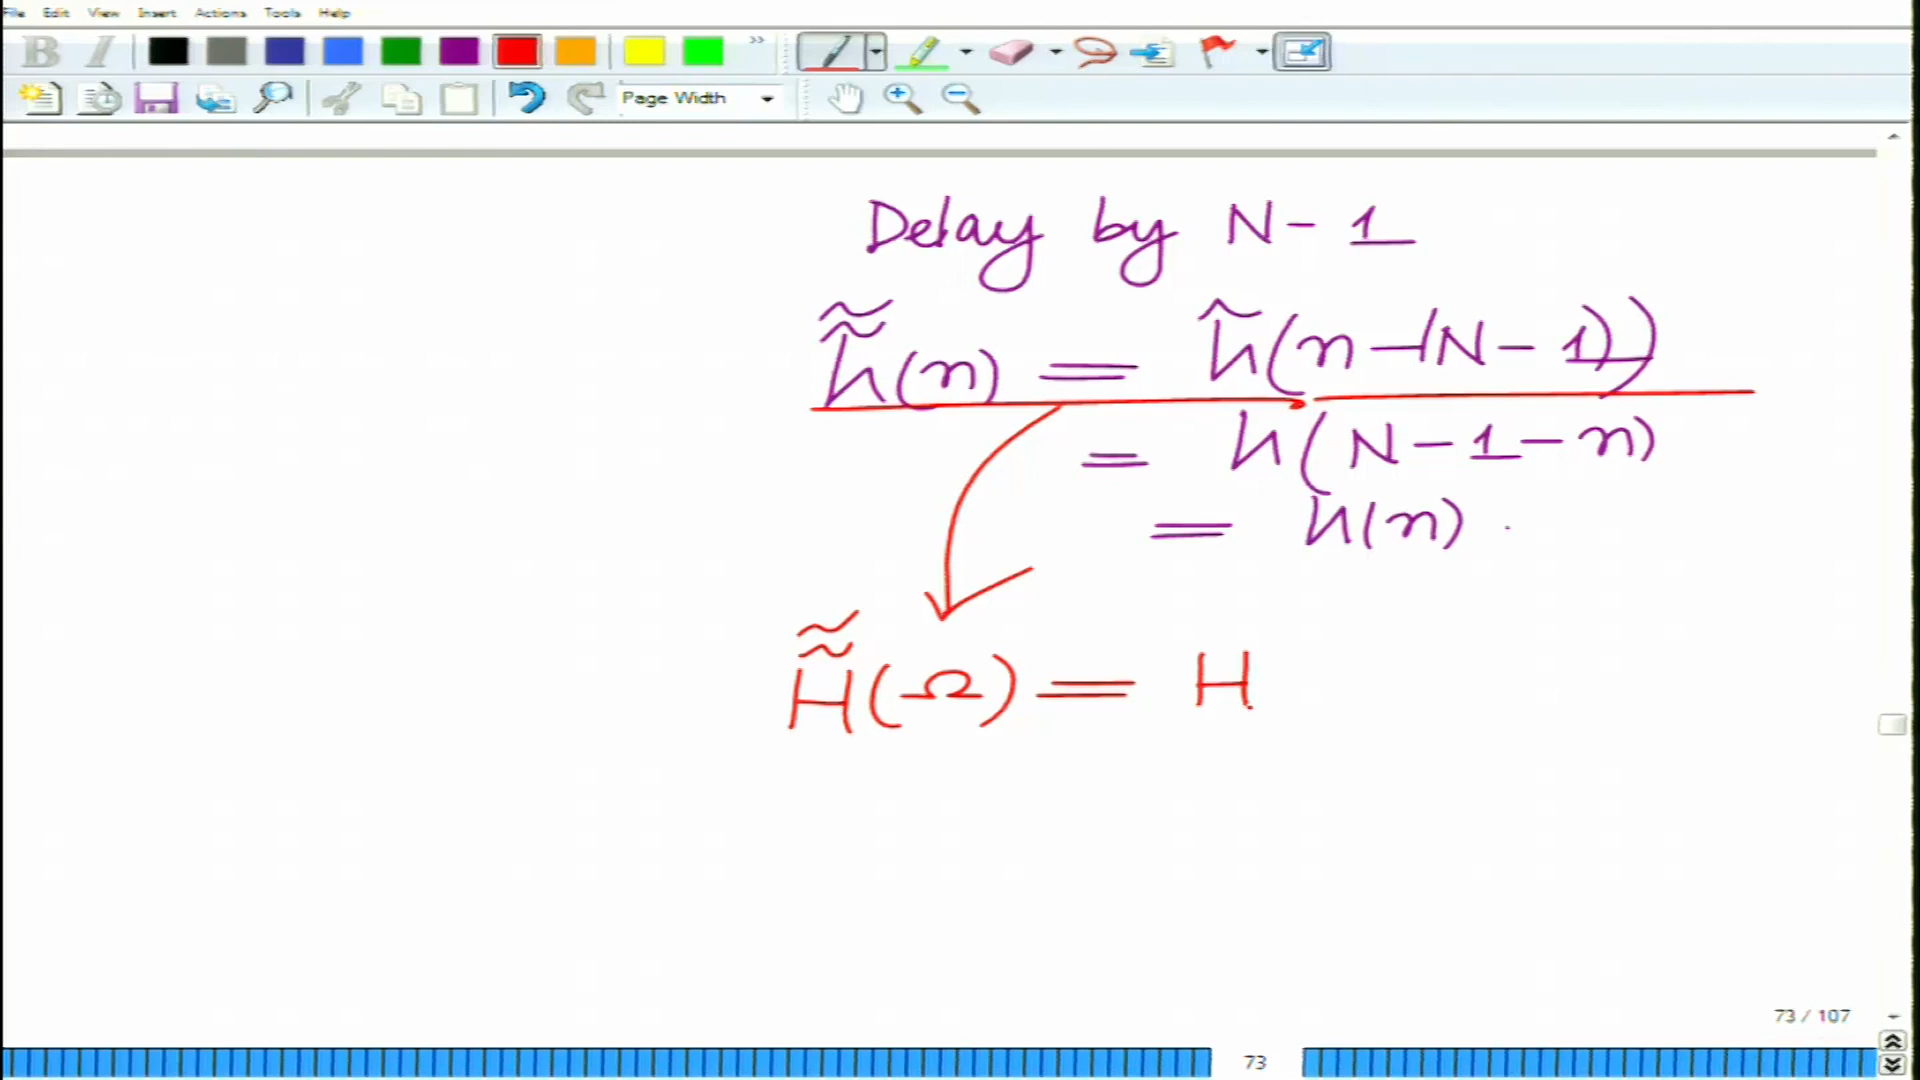 File Edit View Insert Actions Tools Help
B I
Page Width
Delay by N-1
h̃̃(n) = h̃(n-(N-1))
= h(N-1-n)
= h(n).
H̃̃(Ω) = H
73 / 107
73